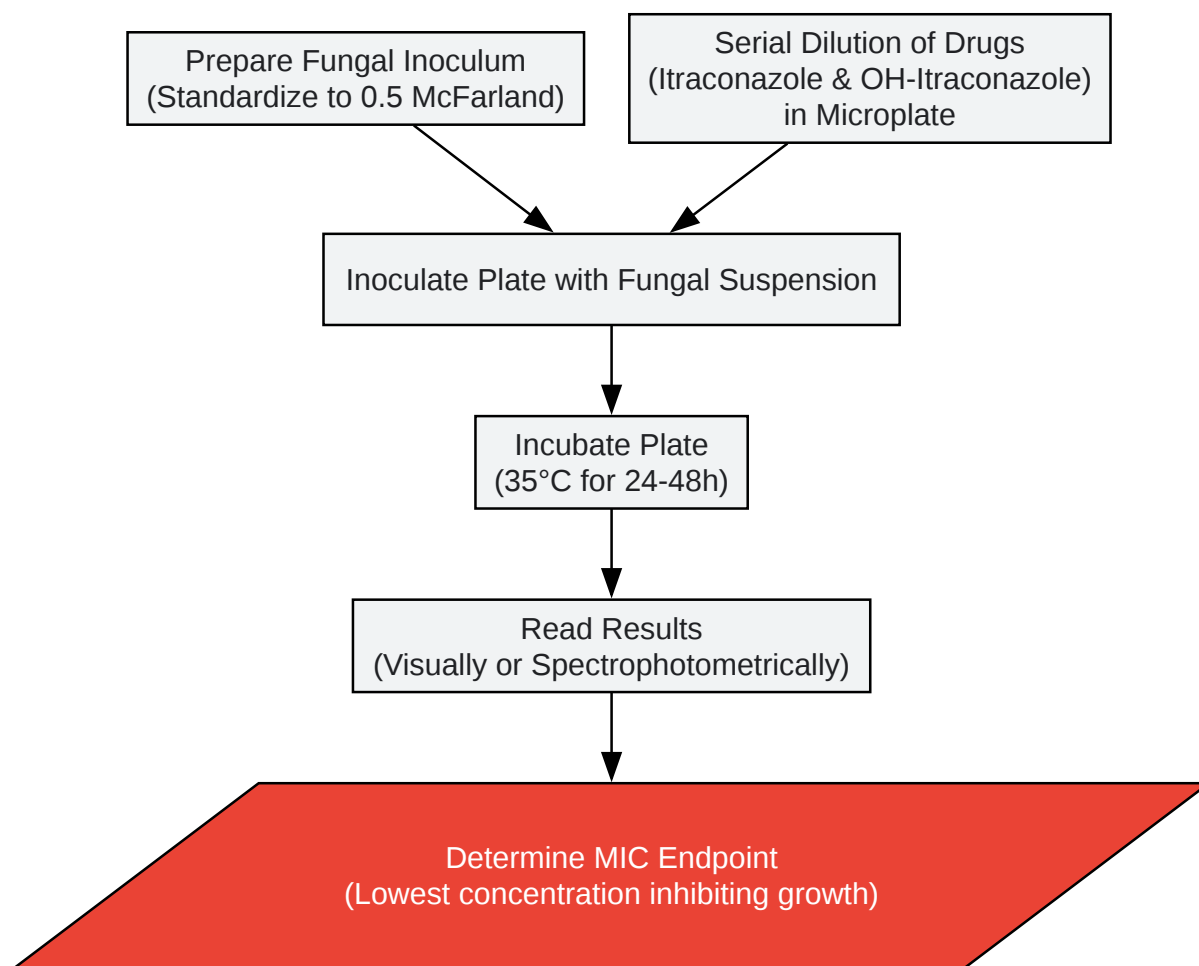 Prepare Fungal Inoculum
(Standardize to 0.5 McFarland)
Serial Dilution of Drugs
(Itraconazole & OH-Itraconazole)
in Microplate
Inoculate Plate with Fungal Suspension
Incubate Plate
(35°C for 24-48h)
Read Results
(Visually or Spectrophotometrically)
Determine MIC Endpoint
(Lowest concentration inhibiting growth)